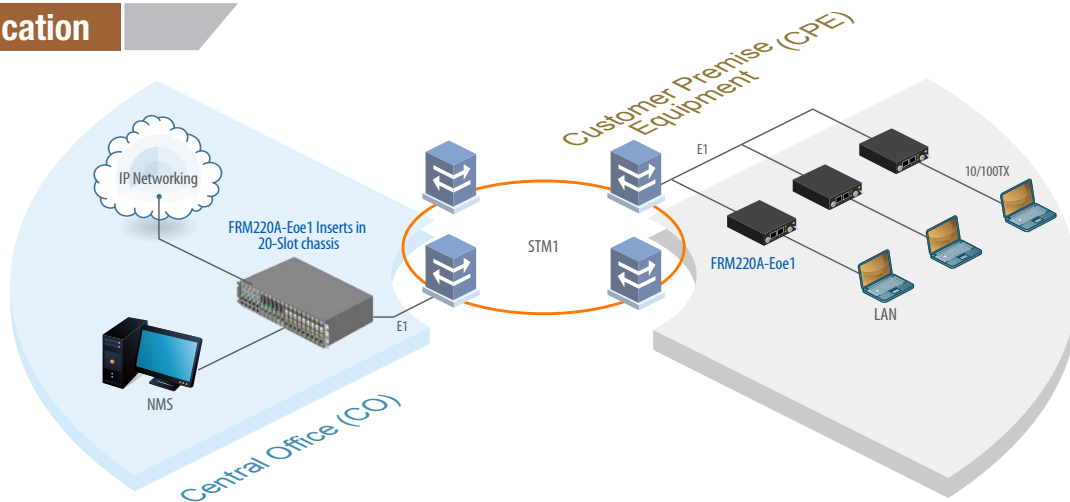 cation
Customer Premise (CPE)
Equipment
E1
10/100TX
IP Networking
FRM220A-Eoe1 Inserts in
20-Slot chassis
STM1
FRM220A-Eoe1
LAN
E1
NMS
Central Office (CO)